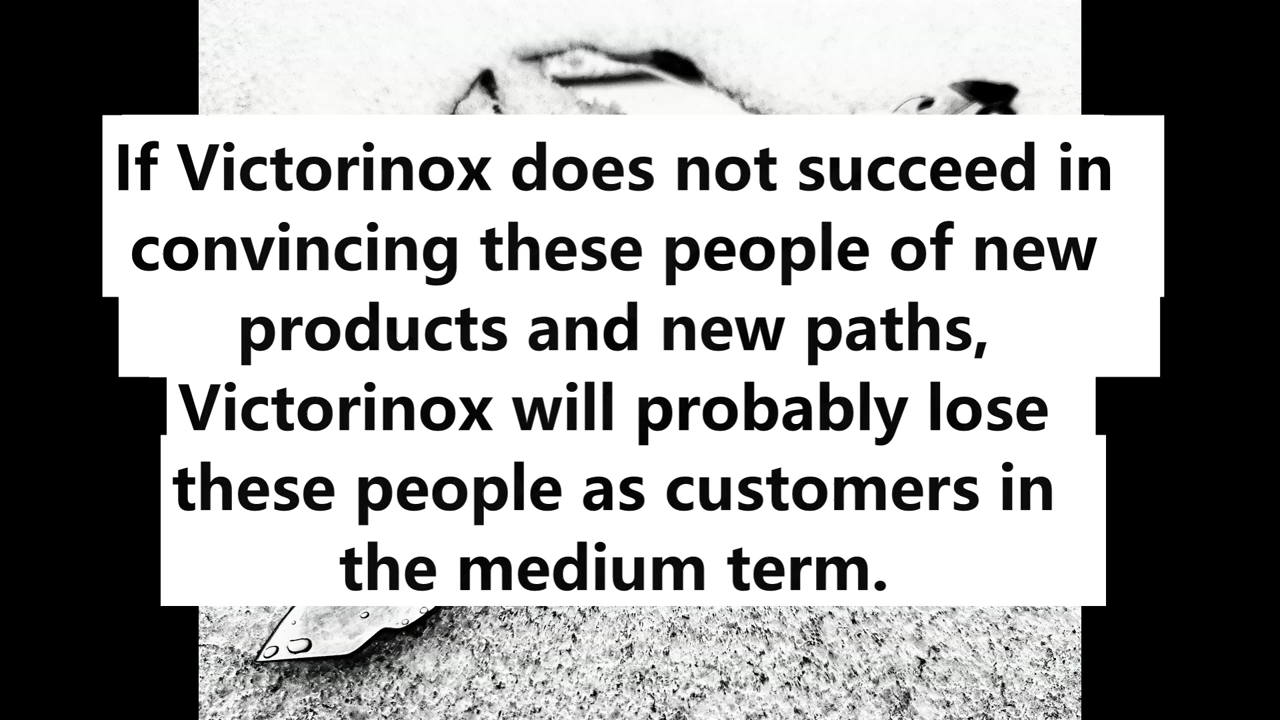 If Victorinox does not succeed in
convincing these people of new
products and new paths,
Victorinox will probably lose
these people as customers in
the medium term.